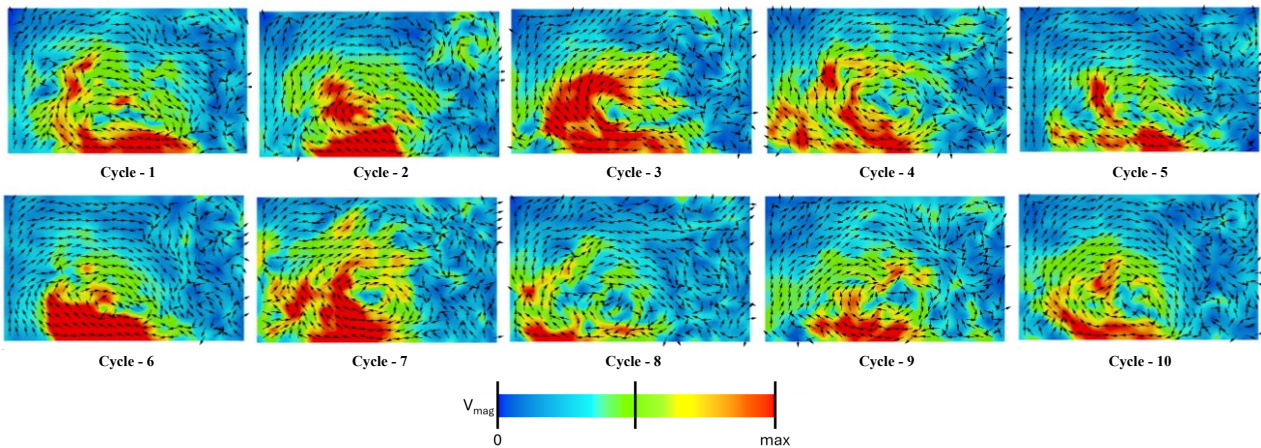 Cycle - 1
Cycle - 2
Cycle - 3
Cycle - 4
Cycle - 5
Cycle - 6
Cycle - 7
Cycle - 8
Cycle - 9
Cycle - 10
Vmag
0
max